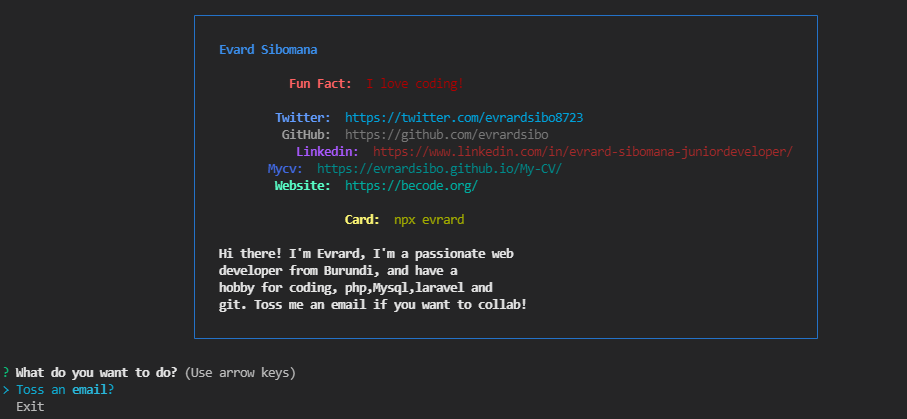 Evard Sibomana
Fun Fact: I love coding!
Twitter: https://twitter.com/evrardsibo8723
GitHub: https://github.com/evrardsibo
Linkedin: https://www.linkedin.com/in/evrard-sibomana-juniordeveloper/
Mycv: https://evrardsibo.github.io/My-CV/
Website: https://becode.org/
Card: npx evrard
Hi there! I'm Evrard, I'm a passionate web
developer from Burundi, and have a
hobby for coding, php,Mysql,laravel and
git. Toss me an email if you want to collab!
? What do you want to do? (Use arrow keys)
> Toss an email?
Exit